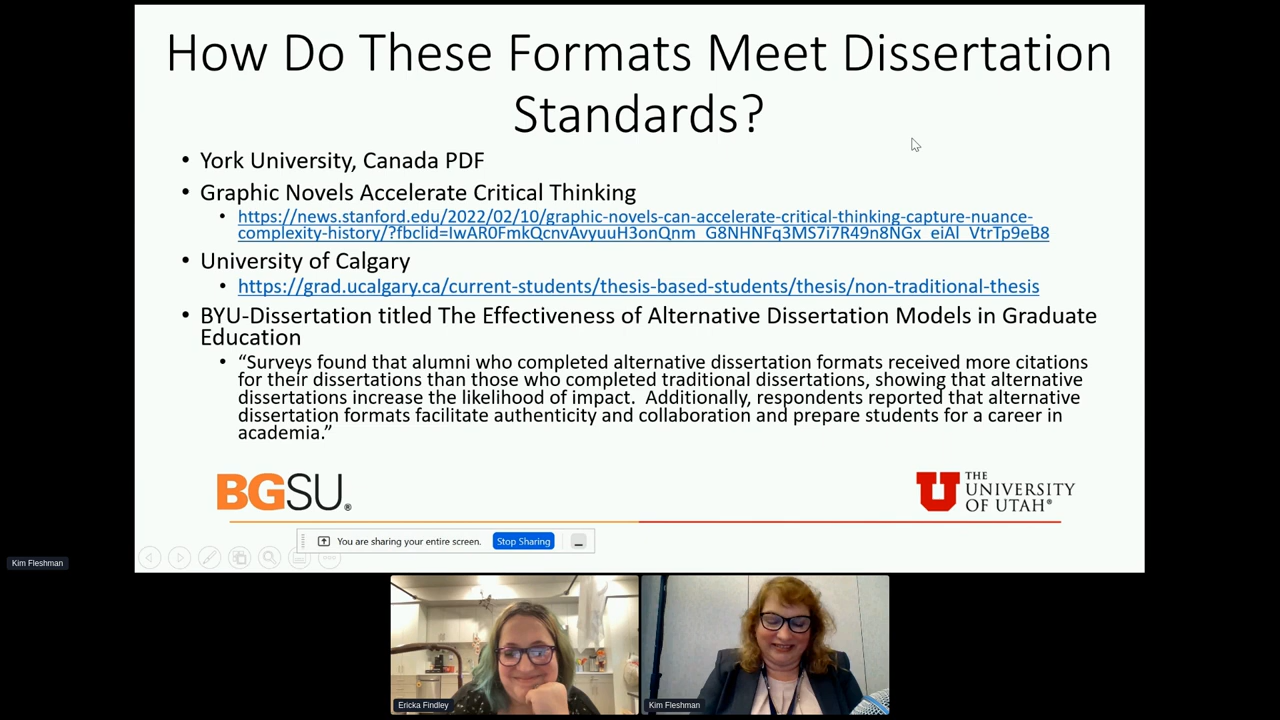 How Do These Formats Meet Dissertation
Standards?
• York University, Canada PDF
• Graphic Novels Accelerate Critical Thinking
• https://news.stanford.edu/2022/02/10/graphic-novels-can-accelerate-critical-thinking-capture-nuance-
complexity-history/?fbclid=IwAR0FmkQcnvAvyuuH3onQnm_G8NHNFq3MS7i7R49n8NGx_eiAl_VtrTp9eB8
• University of Calgary
• https://grad.ucalgary.ca/current-students/thesis-based-students/thesis/non-traditional-thesis
• BYU-Dissertation titled The Effectiveness of Alternative Dissertation Models in Graduate
Education
• “Surveys found that alumni who completed alternative dissertation formats received more citations
for their dissertations than those who completed traditional dissertations, showing that alternative
dissertations increase the likelihood of impact.  Additionally, respondents reported that alternative
dissertation formats facilitate authenticity and collaboration and prepare students for a career in
academia.”
BGSU®
THE
UNIVERSITY
OF UTAH®
You are sharing your entire screen. Stop Sharing
Kim Fleshman
Ericka Findley
Kim Fleshman